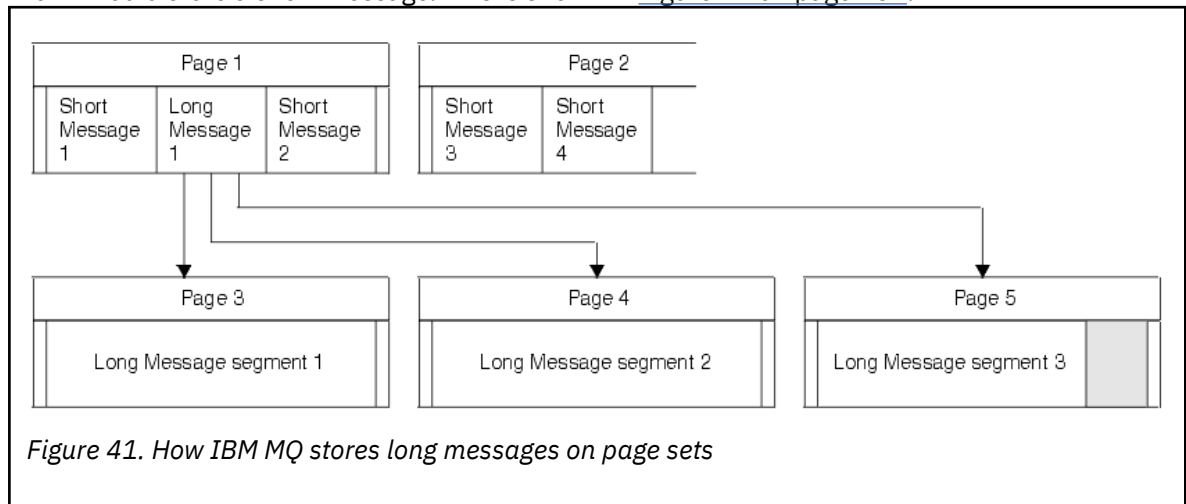 Page 1
Page 2
Short Message 1
Long Message 1
Short Message 2
Short Message 3
Short Message 4
Page 3
Page 4
Page 5
Long Message segment 1
Long Message segment 2
Long Message segment 3
Figure 41. How IBM MQ stores long messages on page sets